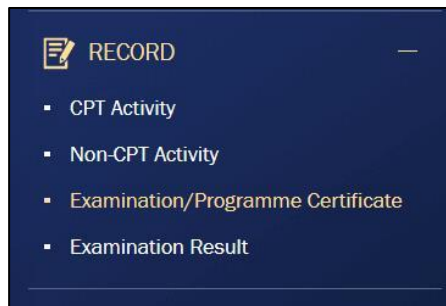 RECORD
CPT Activity
Non-CPT Activity
Examination/Programme Certificate
Examination Result